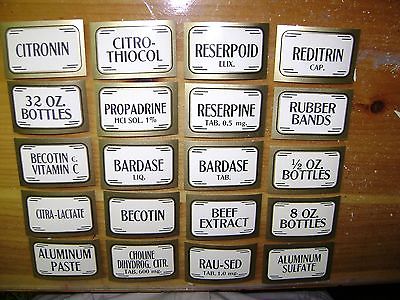 CITRONIN
CITRO-
THIOCOL
RESERPOID
ELIX.
REDITRIN
CAP.
32 OZ.
BOTTLES
PROPADRINE
HCl SOL. 1%
RESERPINE
TAB. 0.5 mg.
RUBBER
BANDS
BECOTIN c.
VITAMIN C
BARDASE
LIQ.
BARDASE
TAB.
½ OZ.
BOTTLES
CITRA-LACTATE
BECOTIN
BEEF
EXTRACT
8 OZ.
BOTTLES
ALUMINUM
PASTE
CHOLINE
DIHYDROG. CITR.
TAB. 600 mg.
RAU-SED
TAB. 1.0 mg.
ALUMINUM
SULFATE